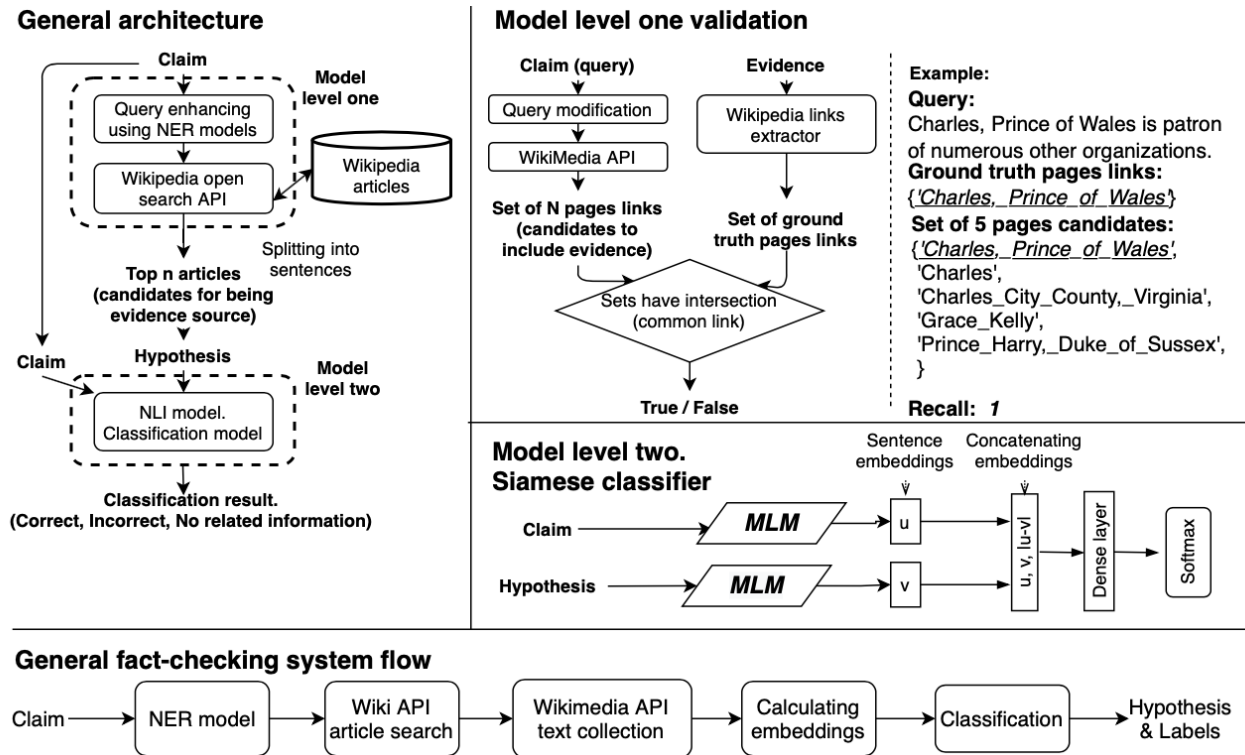 General architecture
Claim
Model
level one
Query enhancing
using NER models
Wikipedia open
search API
Wikipedia
articles
Splitting into
sentences
Top n articles
(candidates for being
evidence source)
Claim
Hypothesis
Model
level two
NLI model.
Classification model
Classification result.
(Correct, Incorrect, No related information)
Model level one validation
Claim (query)
Query modification
WikiMedia API
Set of N pages links
(candidates to
include evidence)
Evidence
Wikipedia links
extractor
Set of ground
truth pages links
Sets have intersection
(common link)
True / False
Example:
Query:
Charles, Prince of Wales is patron
of numerous other organizations.
Ground truth pages links:
{'Charles,_Prince_of_Wales'}
Set of 5 pages candidates:
{'Charles,_Prince_of_Wales',
'Charles',
'Charles_City_County,_Virginia',
'Grace_Kelly',
'Prince_Harry,_Duke_of_Sussex',
}
Recall: 1
Model level two.
Siamese classifier
Sentence
embeddings
Concatenating
embeddings
Claim
MLM
u
Hypothesis
MLM
v
u, v, |u-v|
Dense layer
Softmax
General fact-checking system flow
Claim
NER model
Wiki API
article search
Wikimedia API
text collection
Calculating
embeddings
Classification
Hypothesis
& Labels